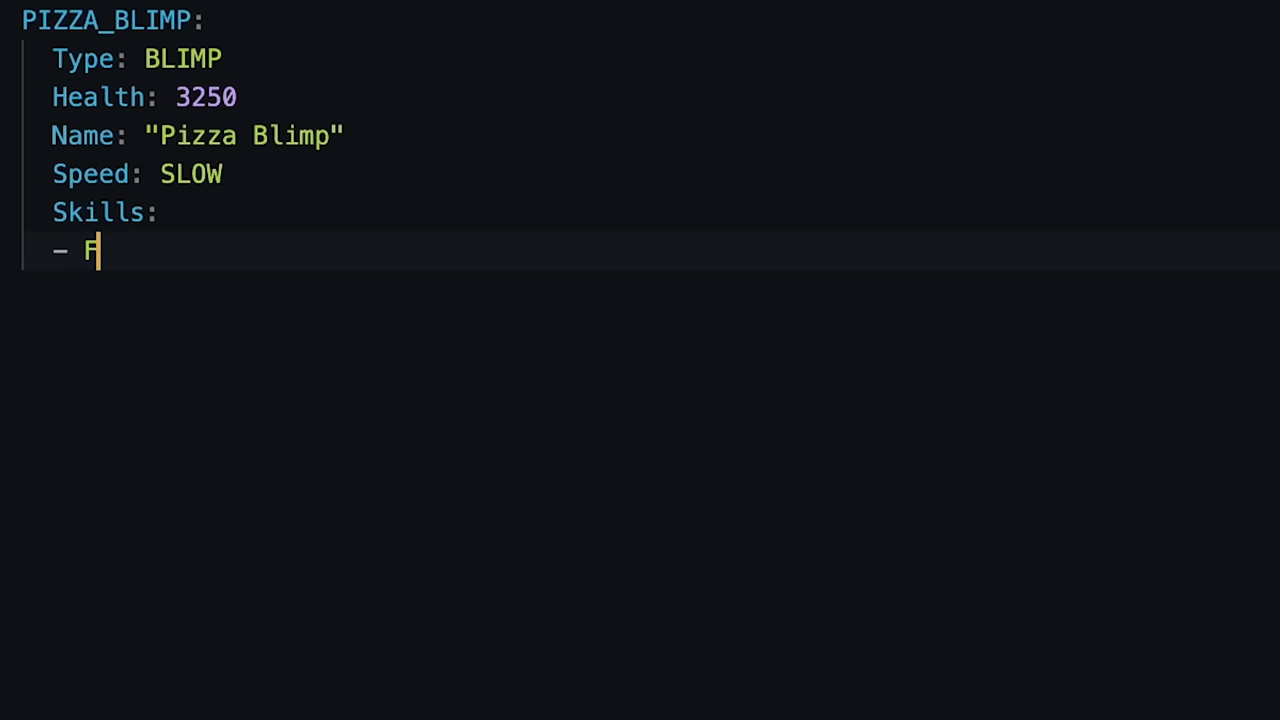 PIZZA_BLIMP:
Type: BLIMP
Health: 3250
Name: "Pizza Blimp"
Speed: SLOW
Skills:
- F